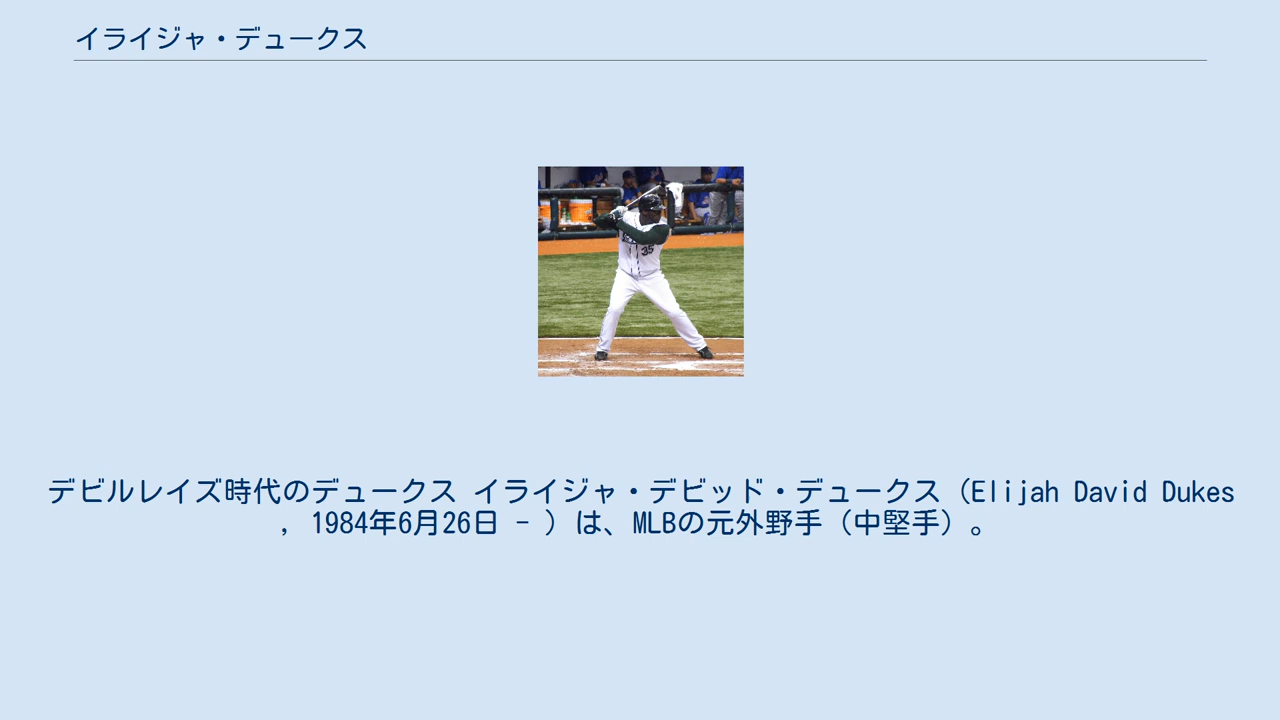 イライジャ・デュークス
35
デビルレイズ時代のデュークス イライジャ・デビッド・デュークス（Elijah David Dukes
, 1984年6月26日 - ）は、MLBの元外野手（中堅手）。